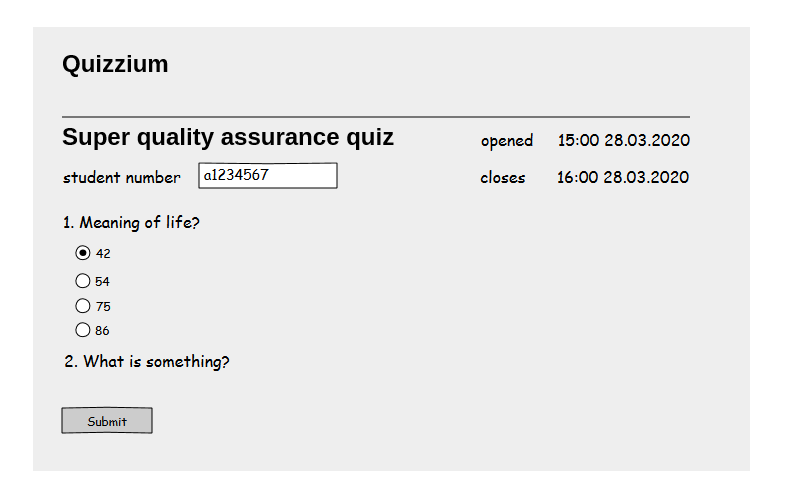 Quizzium
Super quality assurance quiz
opened 15:00 28.03.2020
student number a1234567
closes 16:00 28.03.2020
1. Meaning of life?
42
54
75
86
2. What is something?
Submit